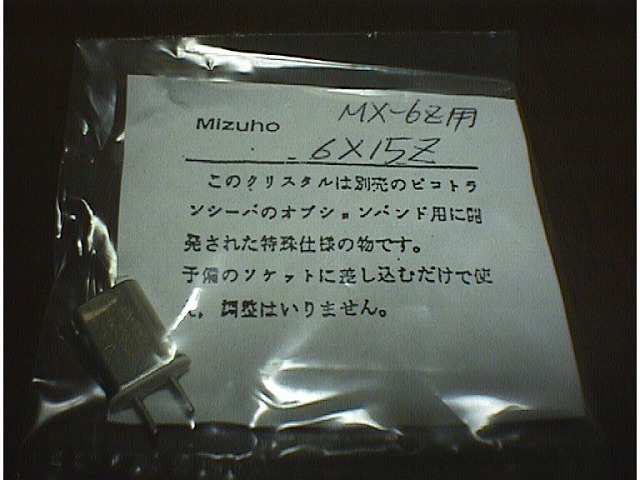 Mizuho MX-6Z用
6X15Z
このクリスタルは別売のピコトラ
ンシーバのオプションバンド用に開
発された特殊仕様の物です。
予備のソケットに差し込むだけで使
え，調整はいりません。